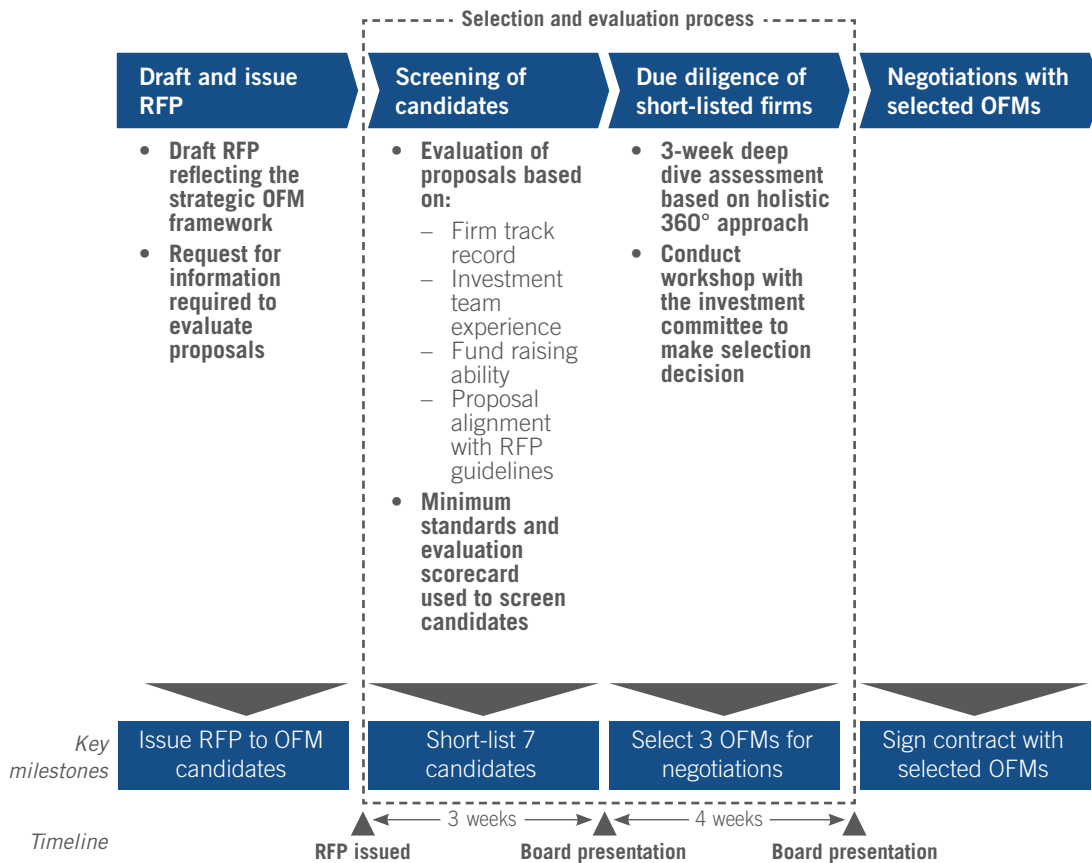 Selection and evaluation process
Draft and issue
RFP
Screening of
candidates
Due diligence of
short-listed firms
Negotiations with
selected OFMs
• Draft RFP
reflecting the
strategic OFM
framework
• Request for
information
required to
evaluate
proposals
• Evaluation of
proposals based
on:
– Firm track
record
– Investment
team
experience
– Fund raising
ability
– Proposal
alignment
with RFP
guidelines
• Minimum
standards and
evaluation
scorecard
used to screen
candidates
• 3-week deep
dive assessment
based on holistic
360° approach
• Conduct
workshop with
the investment
committee to
make selection
decision
Key
milestones
Issue RFP to OFM
candidates
Short-list 7
candidates
Select 3 OFMs for
negotiations
Sign contract with
selected OFMs
Timeline
3 weeks
4 weeks
RFP issued
Board presentation
Board presentation